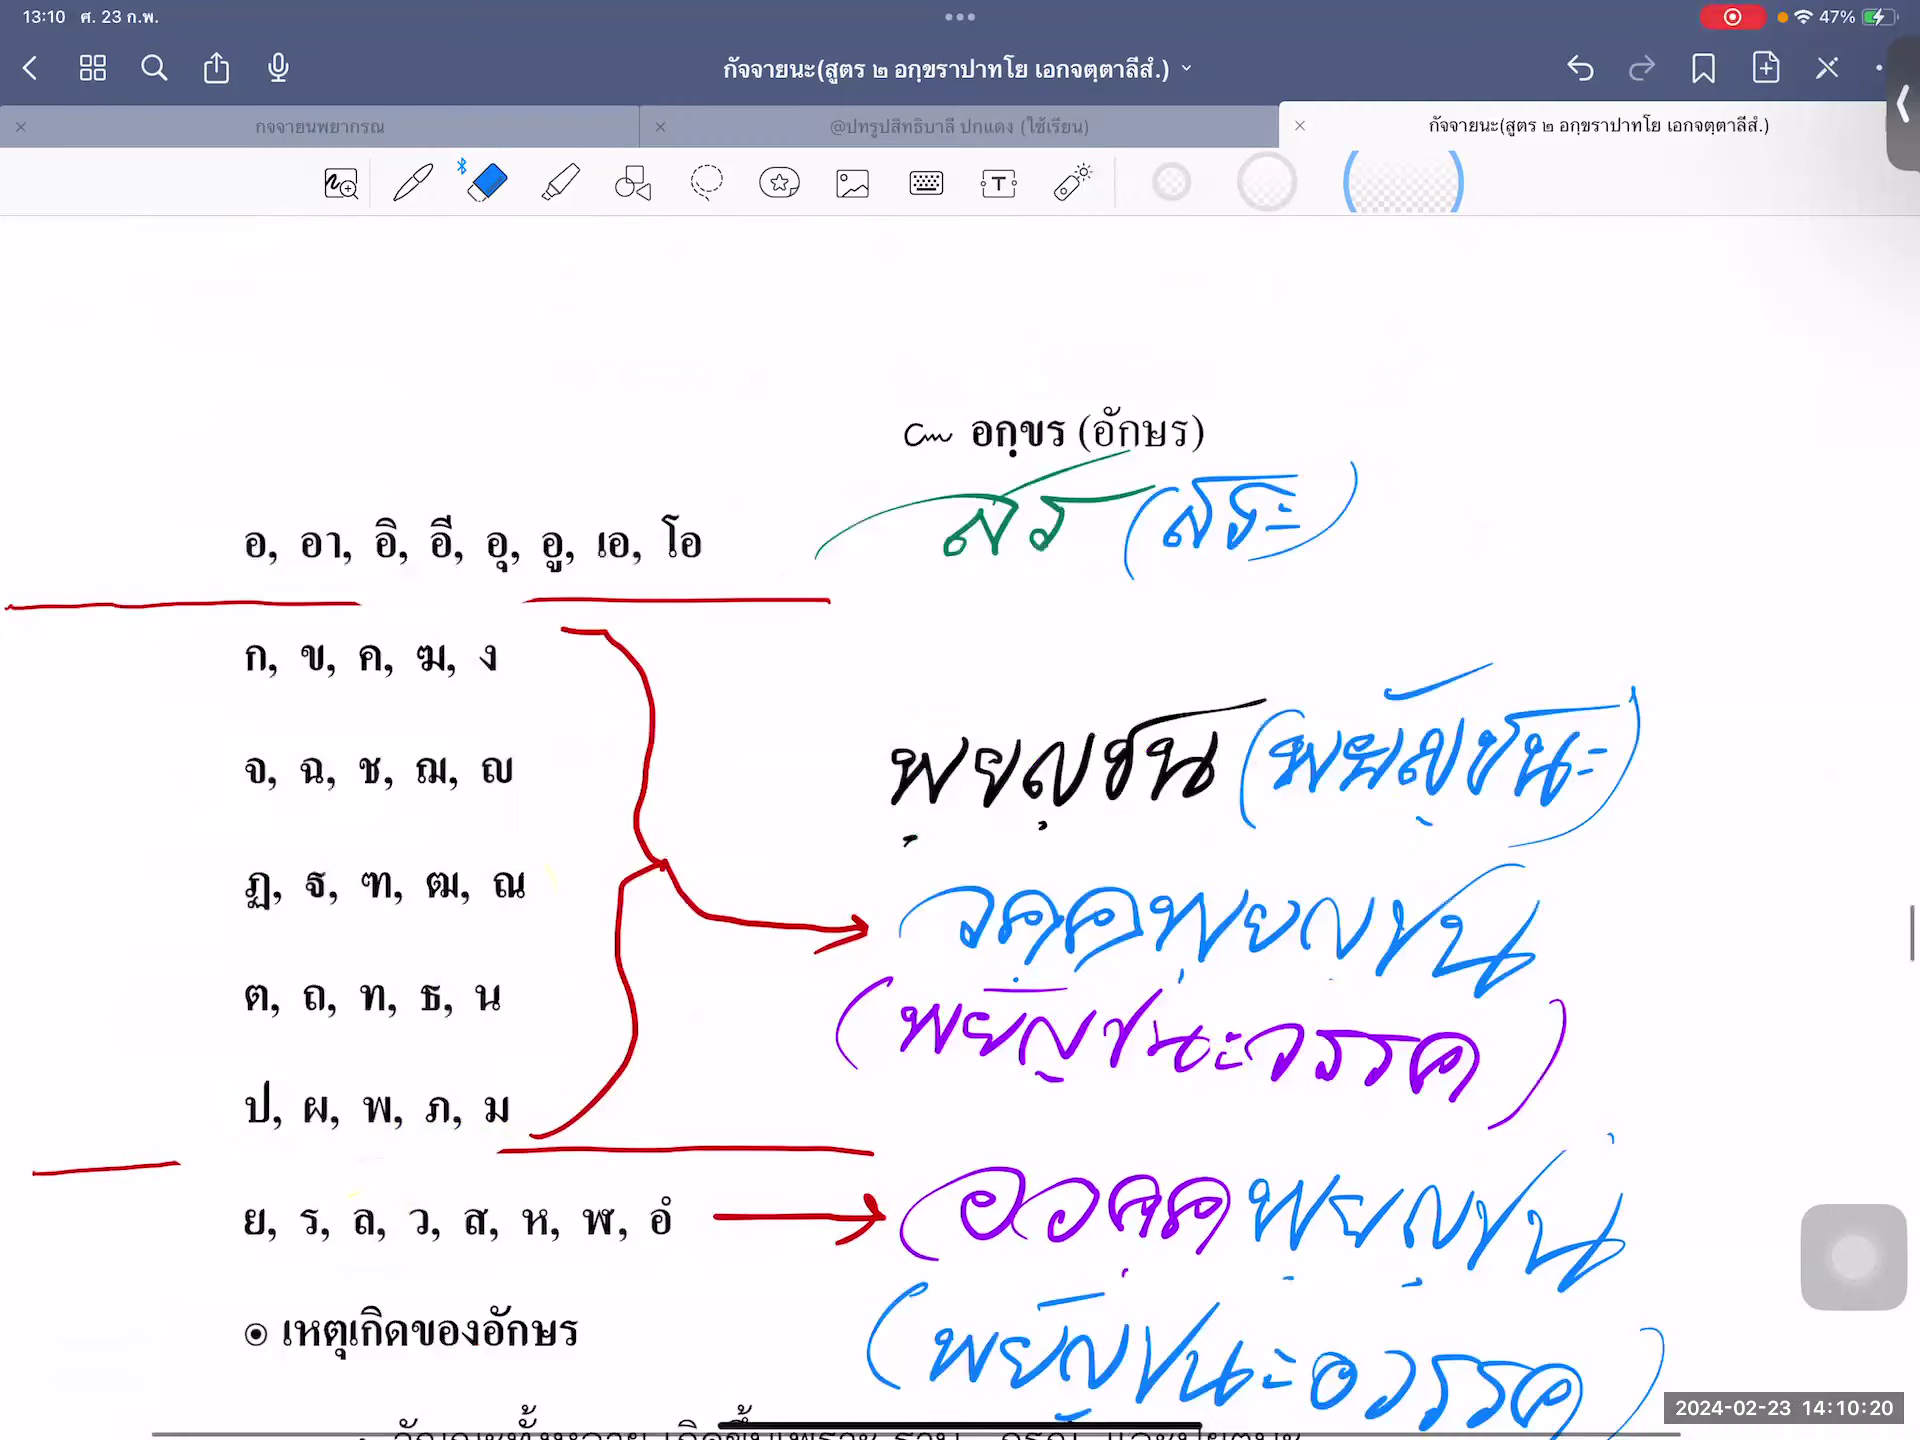 13:10 ศ. 23 ก.พ.
47%
กัจจายนะ(สูตร ๒ อกฺขราปาทโย เอกจตฺตาลีสํ.)
กจจายนพยากรณ
@ปทรูปสิทธิบาลี ปกแดง (ใช้เรียน)
กัจจายนะ(สูตร ๒ อกฺขราปาทโย เอกจตฺตาลีสํ.)
อกฺขร (อักษร)
สร (สระ)
อ, อา, อิ, อี, อุ, อู, เอ, โอ
ก, ข, ค, ฆ, ง
พฺยญฺชน (พยัญชนะ)
จ, ฉ, ช, ฌ, ญ
ฏ, ฐ, ฑ, ฒ, ณ
วคฺคพฺยญฺชน
ต, ถ, ท, ธ, น
(พยัญชนะวรรค)
ป, ผ, พ, ภ, ม
ย, ร, ล, ว, ส, ห, ฬ, อํ
อวคฺคพฺยญฺชน
◉ เหตุเกิดของอักษร
(พยัญชนะอวรรค)
2024-02-23 14:10:20